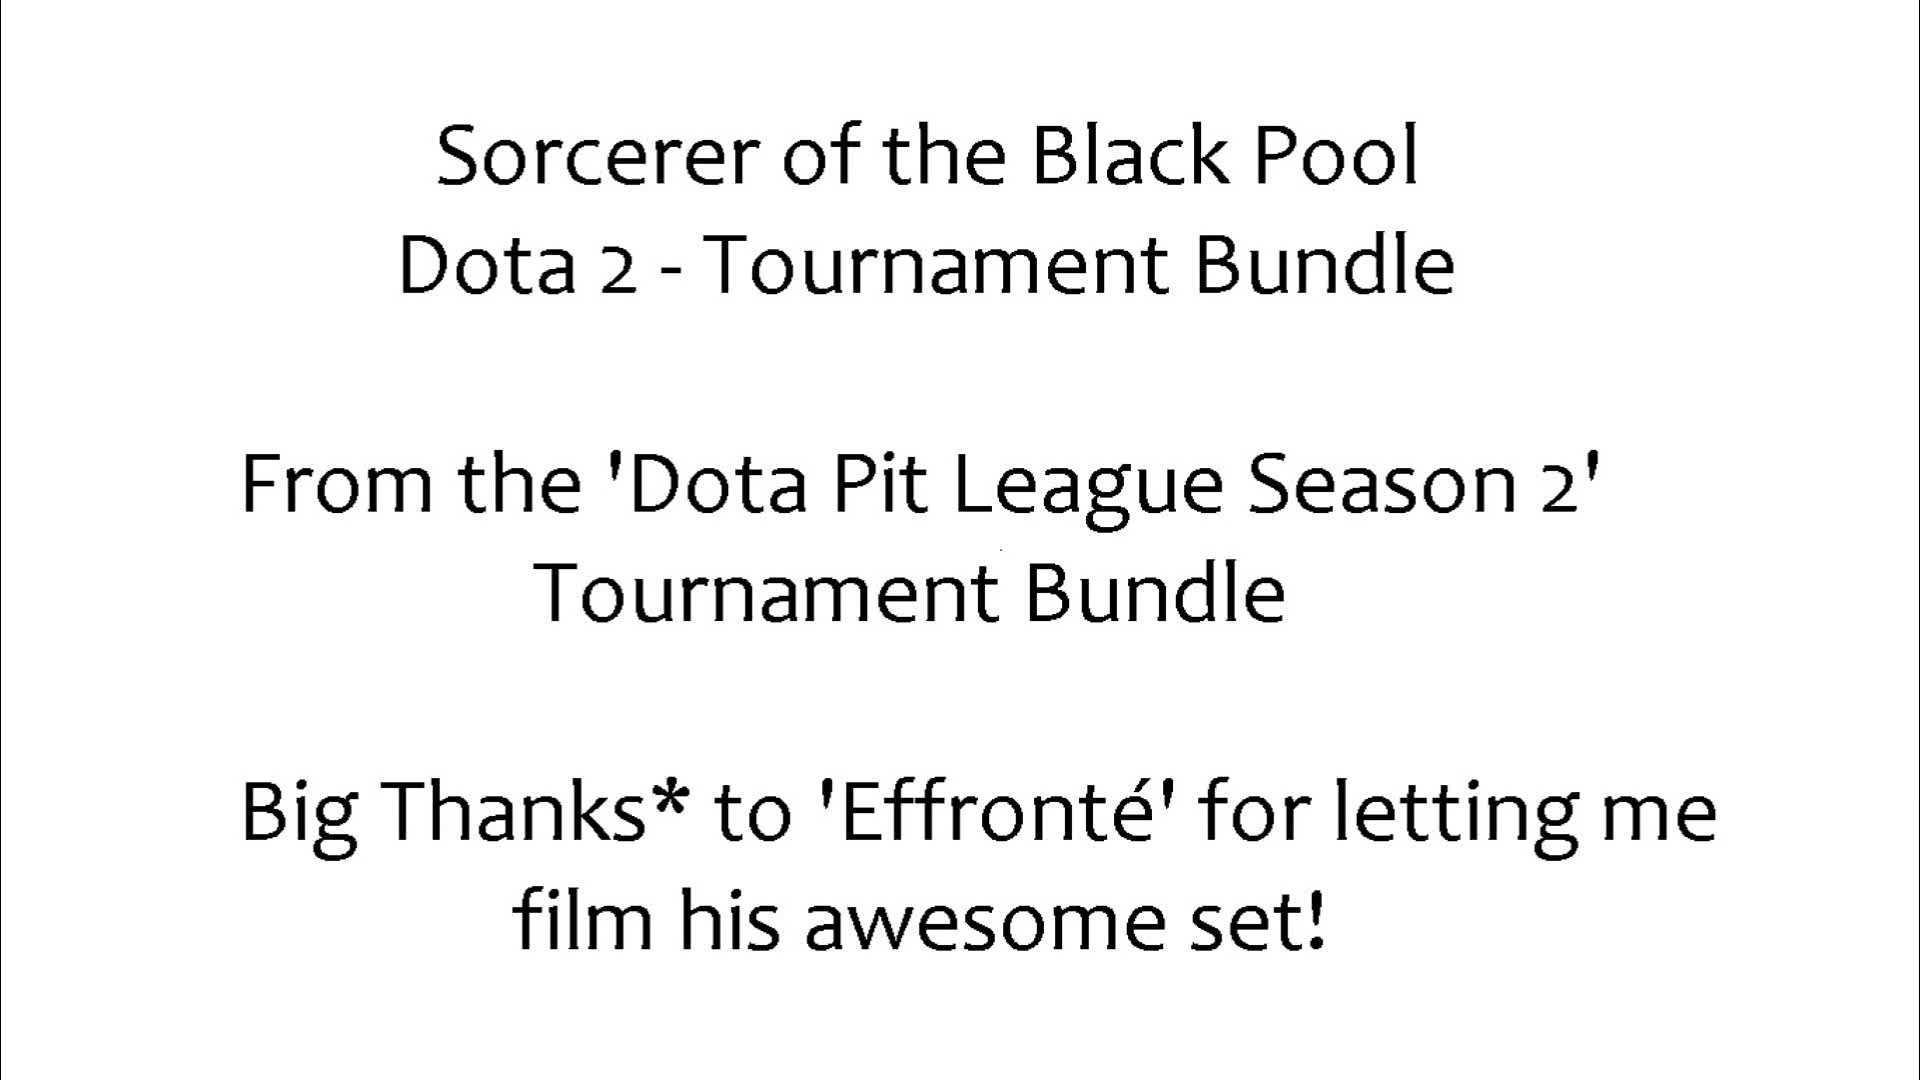 Sorcerer of the Black Pool
Dota 2 - Tournament Bundle
From the 'Dota Pit League Season 2'
Tournament Bundle
Big Thanks* to 'Effronté' for letting me
film his awesome set!